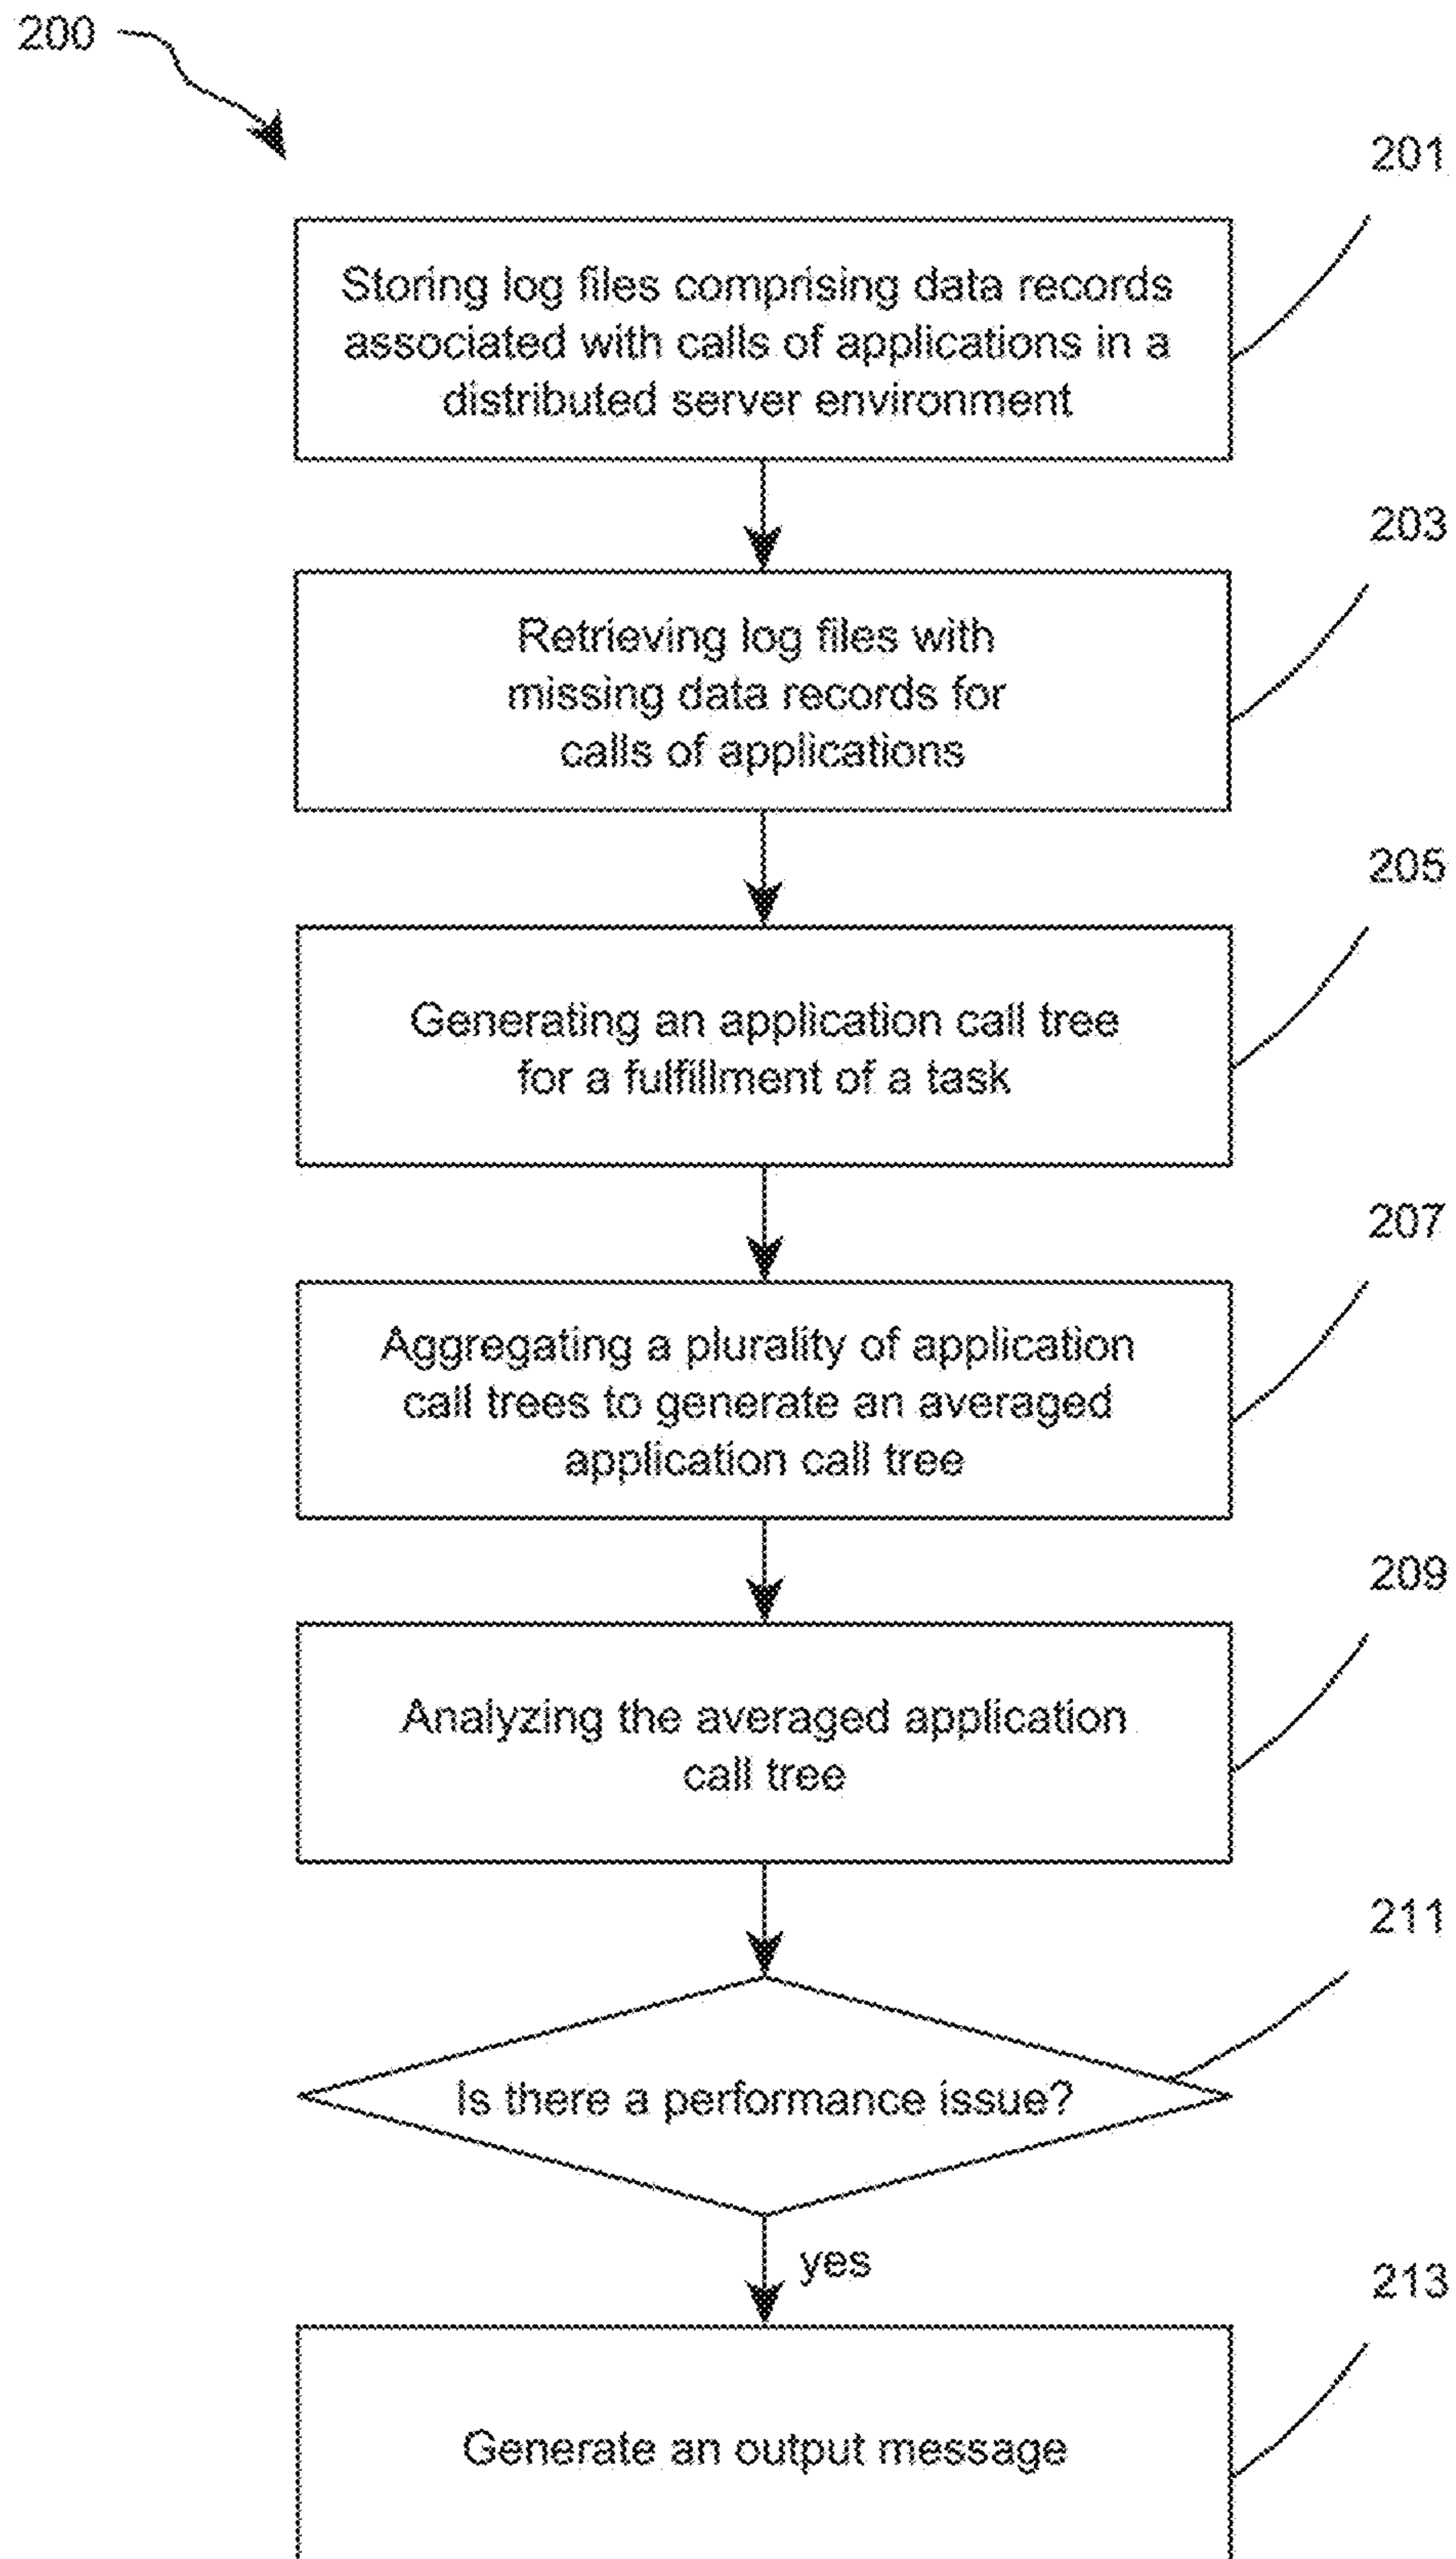 200
201
Storing log files comprising data records
associated with calls of applications in a
distributed server environment
203
Retrieving log files with
missing data records for
calls of applications
205
Generating an application call tree
for a fulfillment of a task
207
Aggregating a plurality of application
call trees to generate an averaged
application call tree
209
Analyzing the averaged application
call tree
211
Is there a performance issue?
yes
213
Generate an output message